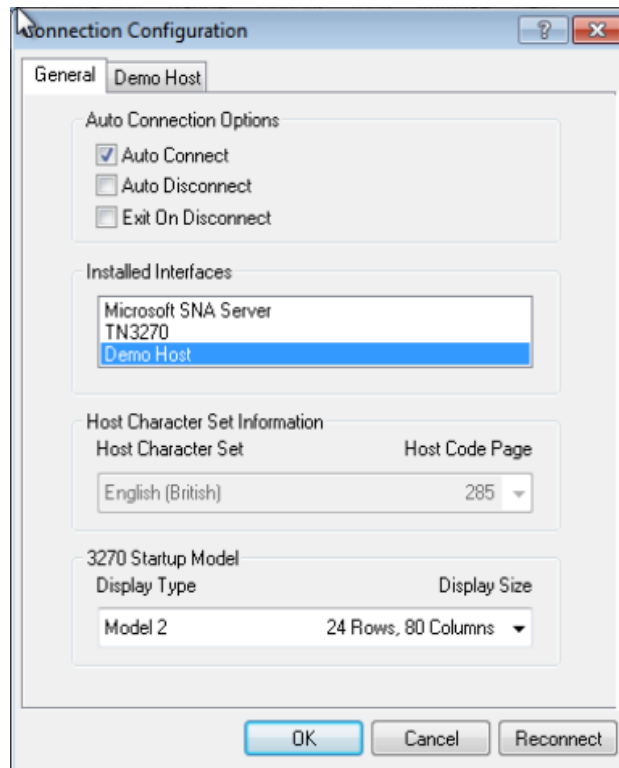 Connection Configuration
General Demo Host
Auto Connection Options
Auto Connect
Auto Disconnect
Exit On Disconnect
Installed Interfaces
Microsoft SNA Server
TN3270
Demo Host
Host Character Set Information
Host Character Set Host Code Page
English (British) 285
3270 Startup Model
Display Type Display Size
Model 2 24 Rows, 80 Columns
OK Cancel Reconnect